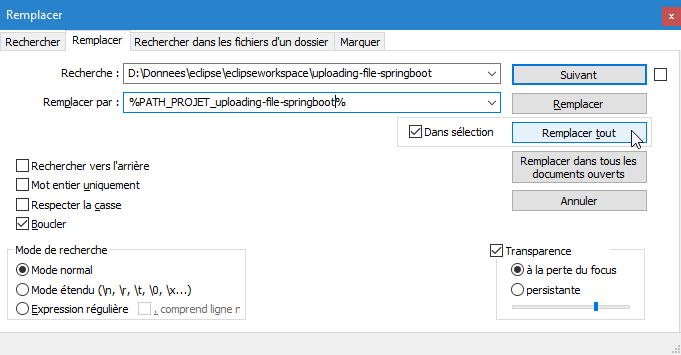 Remplacer
x
Rechercher Remplacer Rechercher dans les fichiers d'un dossier Marquer
Recherche : D:\Donnees\eclipse\eclipseworkspace\uploading-file-springboot Suivant
Remplacer par : %PATH_PROJET_uploading-file-springboot% Remplacer
Dans sélection Remplacer tout
Remplacer dans tous les
documents ouverts
Annuler
Rechercher vers l'arrière
Mot entier uniquement
Respecter la casse
Boucler
Mode de recherche
Mode normal
Mode étendu (\n, \r, \t, \0, \x...)
Expression régulière . comprend ligne n
Transparence
à la perte du focus
persistante